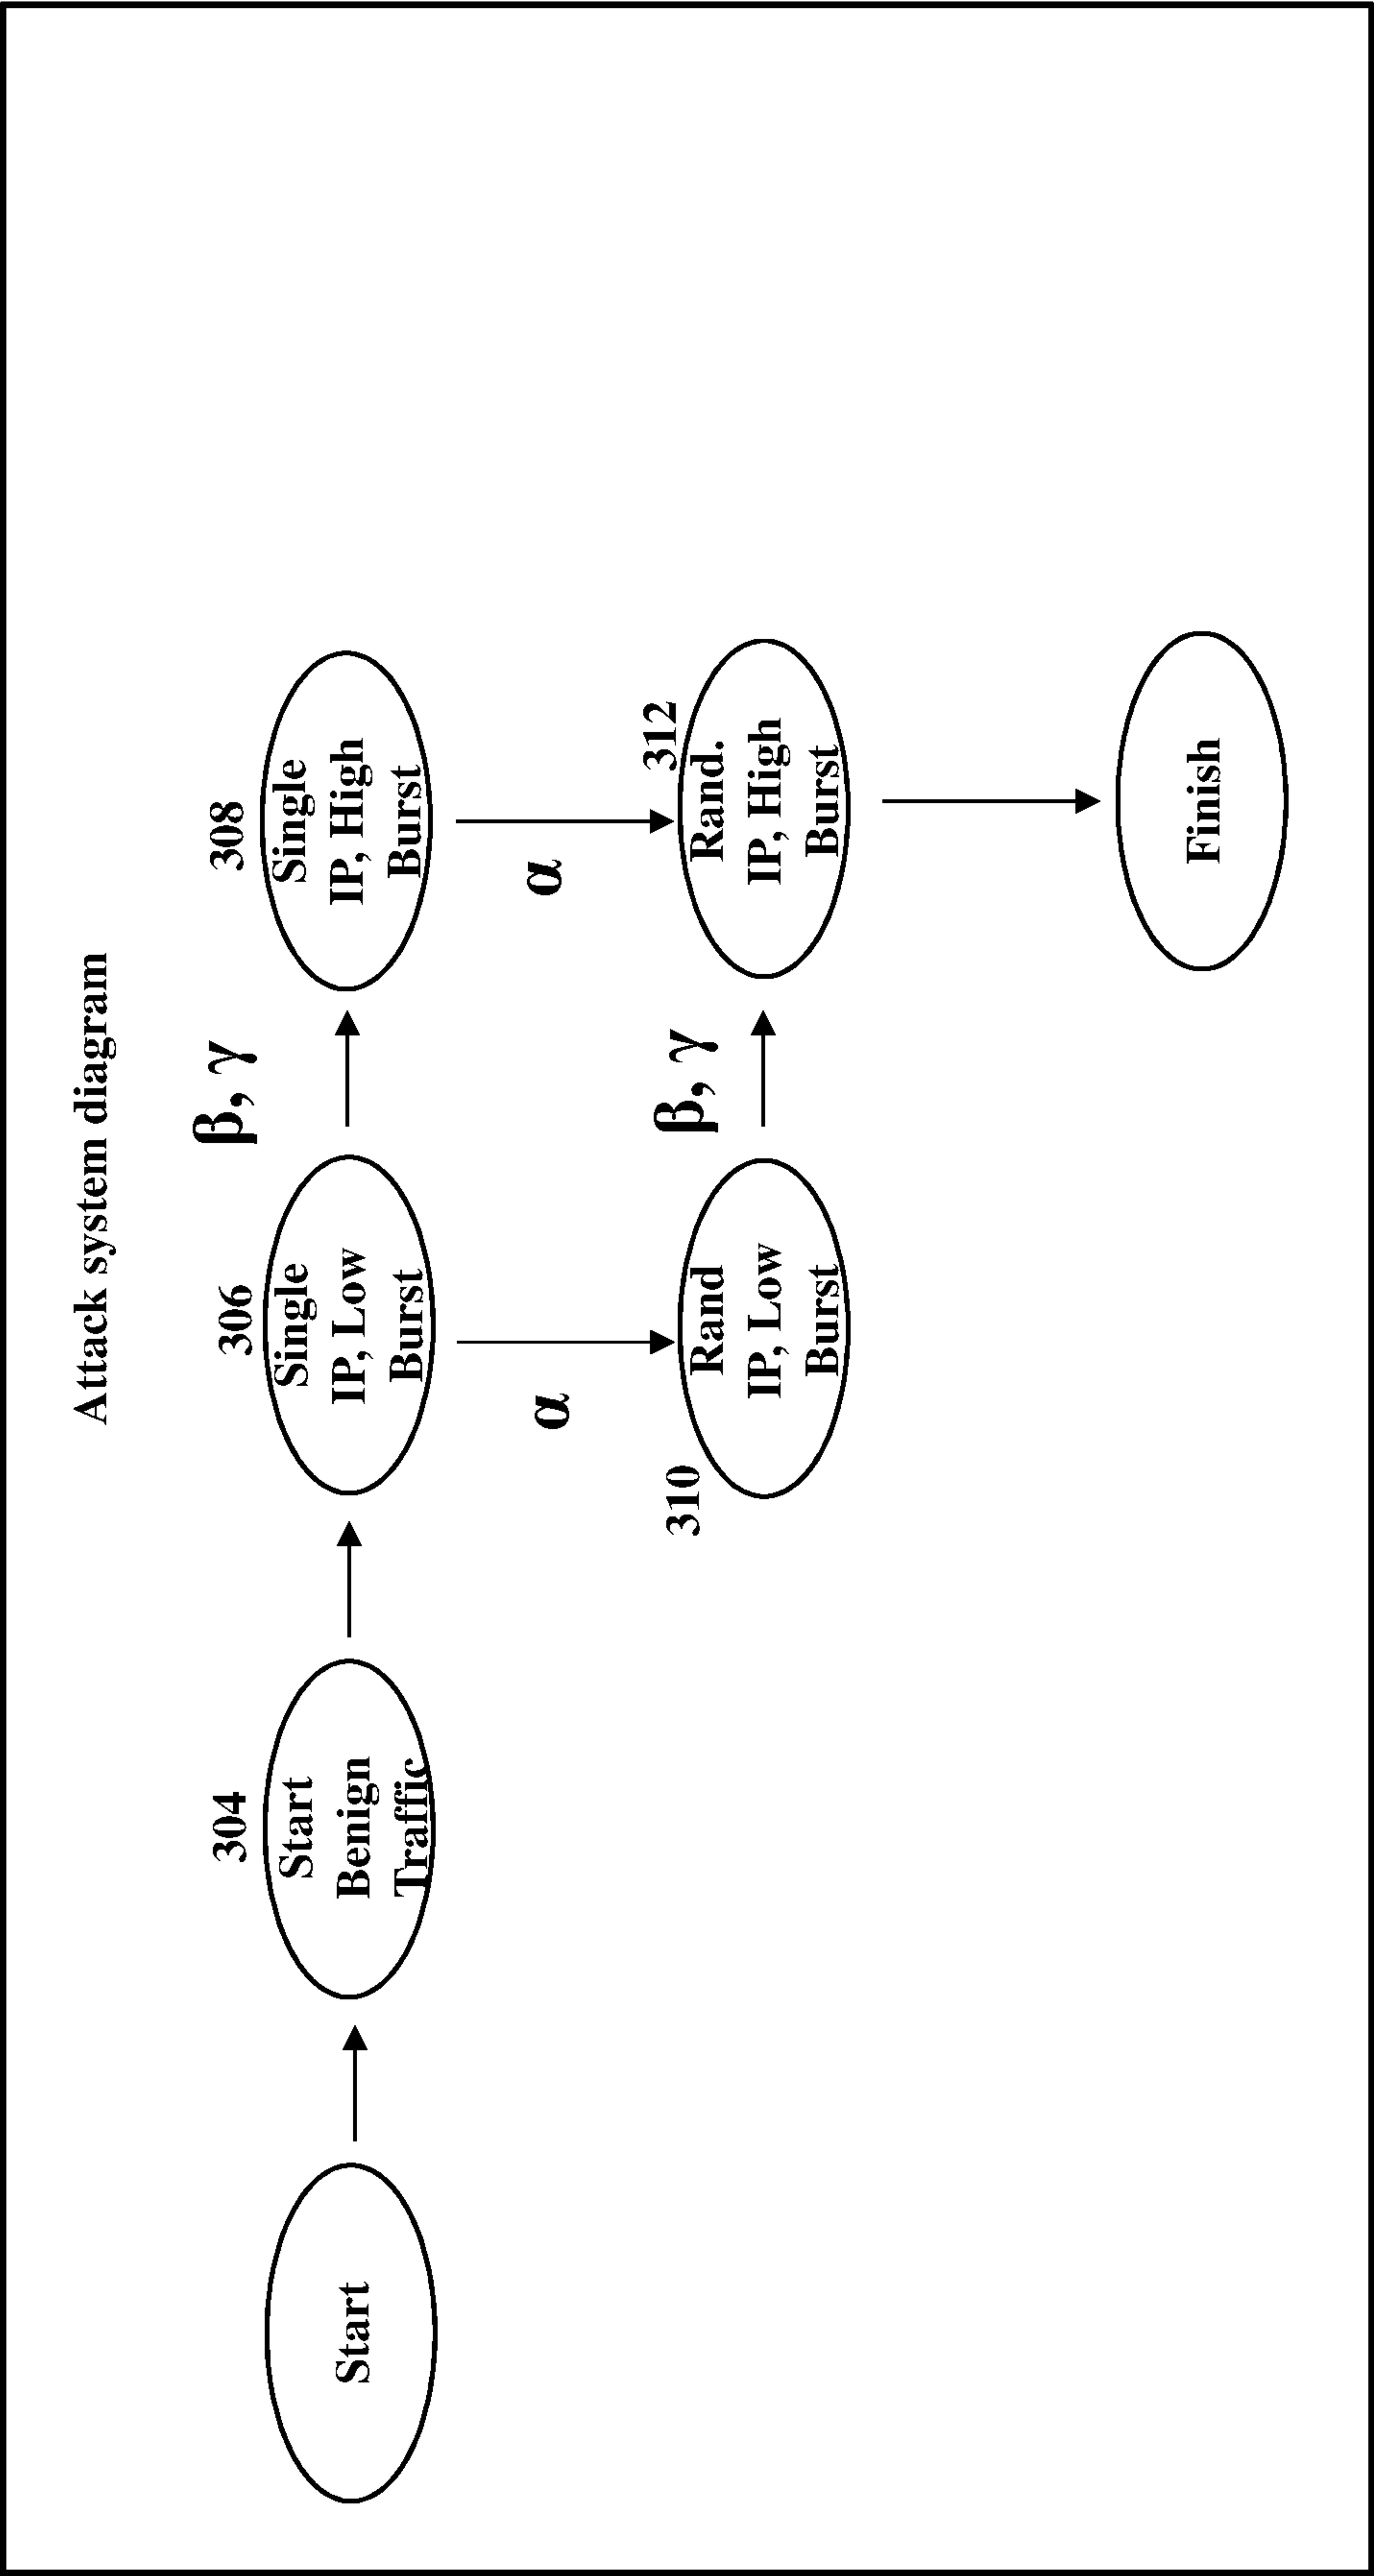 Attack system diagram
304
306
308
β, γ
Start
Start
Benign
Traffic
Single
IP, Low
Burst
Single
IP, High
Burst
α
α
310
312
β, γ
Rand
IP, Low
Burst
Rand.
IP, High
Burst
Finish